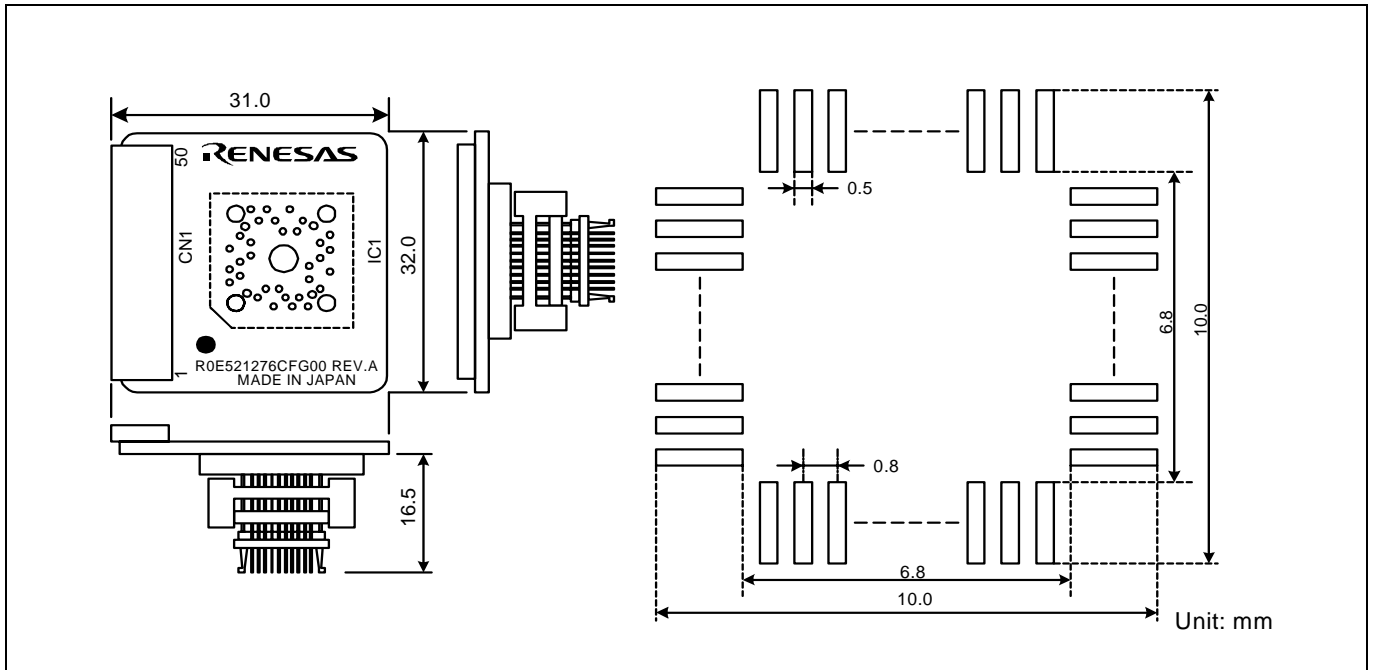 31.0
RENESAS
50
CN1
1
IC1
R0E521276CFG00 REV.A
MADE IN JAPAN
32.0
16.5
0.5
6.8
10.0
0.8
6.8
10.0
Unit: mm